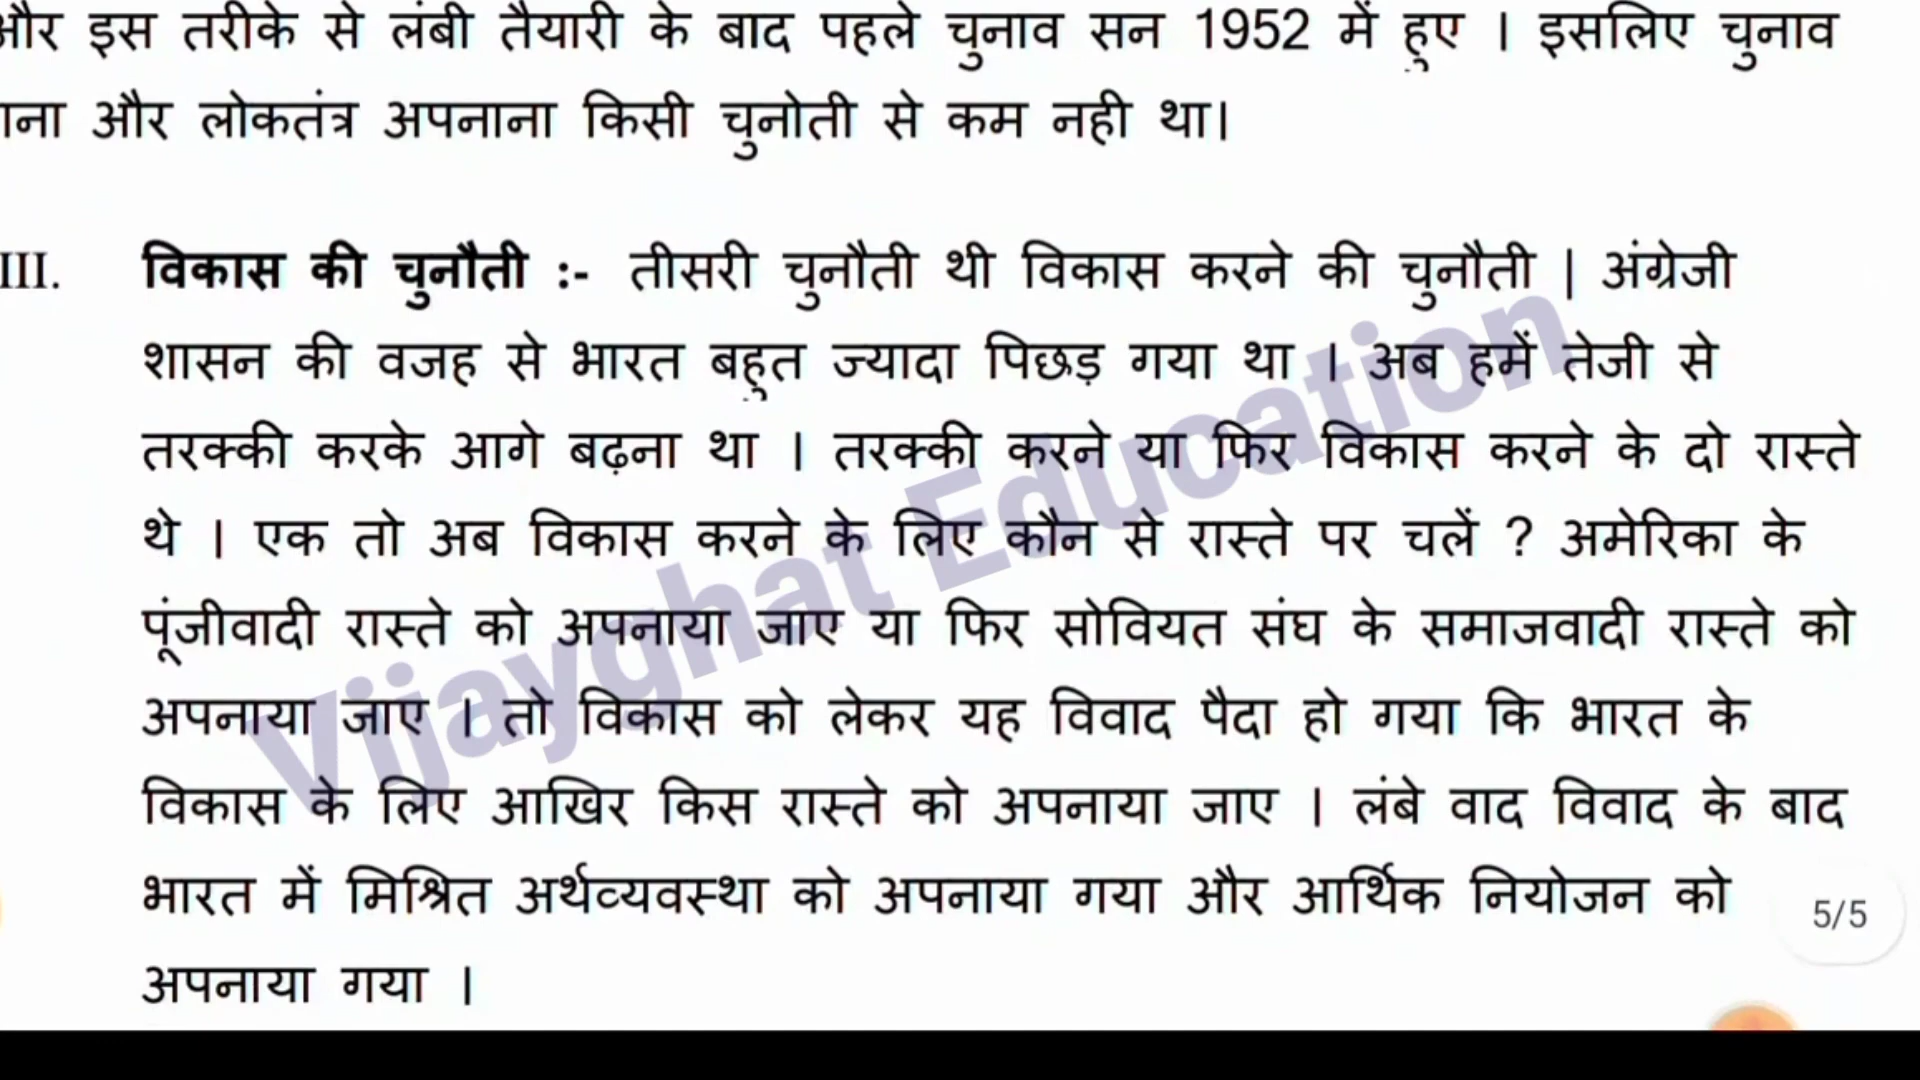 और इस तरीके से लंबी तैयारी के बाद पहले चुनाव सन 1952 में हुए । इसलिए चुनाव
और लोकतंत्र अपनाना किसी चुनोती से कम नही था।
III. विकास की चुनौती :- तीसरी चुनौती थी विकास करने की चुनौती | अंग्रेजी
शासन की वजह से भारत बहुत ज्यादा पिछड़ गया था । अब हमें तेजी से
तरक्की करके आगे बढ़ना था । तरक्की करने या फिर विकास करने के दो रास्ते
थे । एक तो अब विकास करने के लिए कौन से रास्ते पर चलें ? अमेरिका के
पूंजीवादी रास्ते को अपनाया जाए या फिर सोवियत संघ के समाजवादी रास्ते को
अपनाया जाए । तो विकास को लेकर यह विवाद पैदा हो गया कि भारत के
विकास के लिए आखिर किस रास्ते को अपनाया जाए । लंबे वाद विवाद के बाद
भारत में मिश्रित अर्थव्यवस्था को अपनाया गया और आर्थिक नियोजन को
अपनाया गया ।
Vijayghat Education
5/5